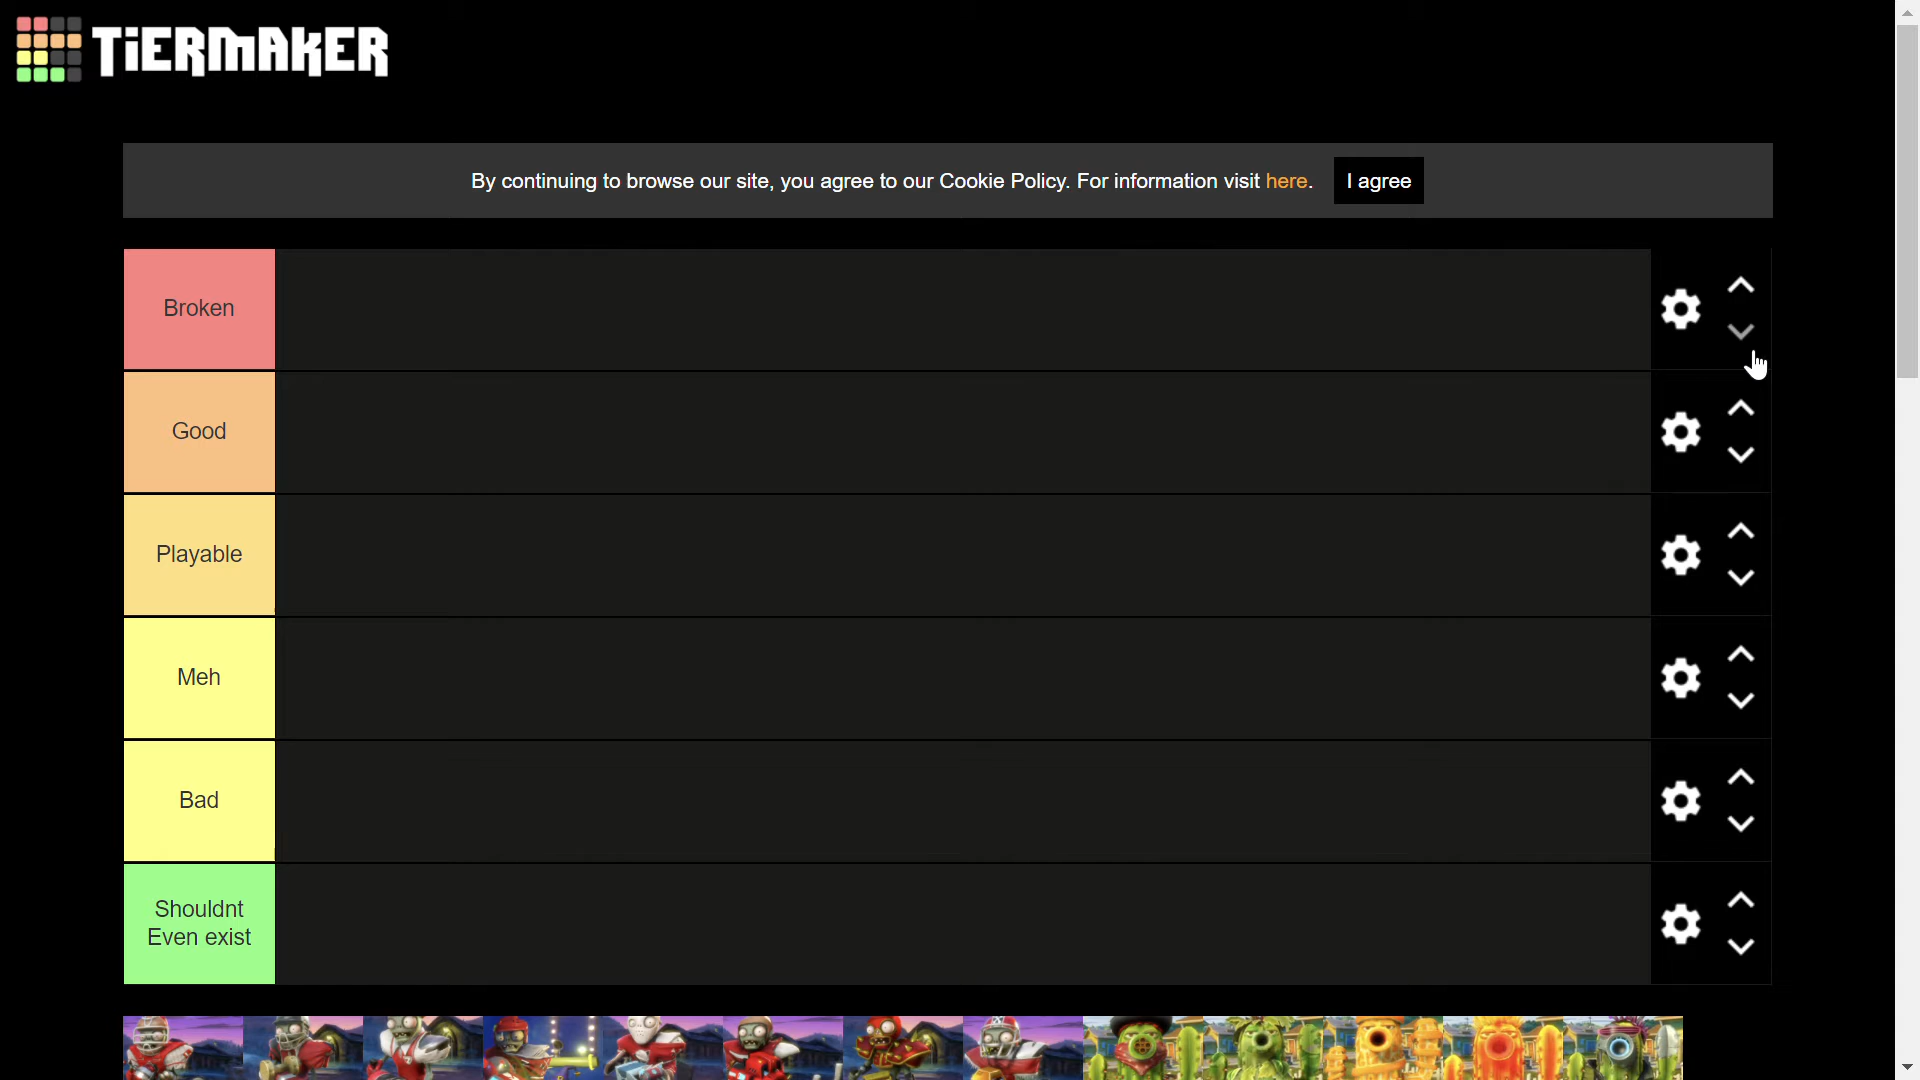 TiERMAKER
By continuing to browse our site, you agree to our Cookie Policy. For information visit here. I agree
Broken
Good
Playable
Meh
Bad
Shouldnt
Even exist